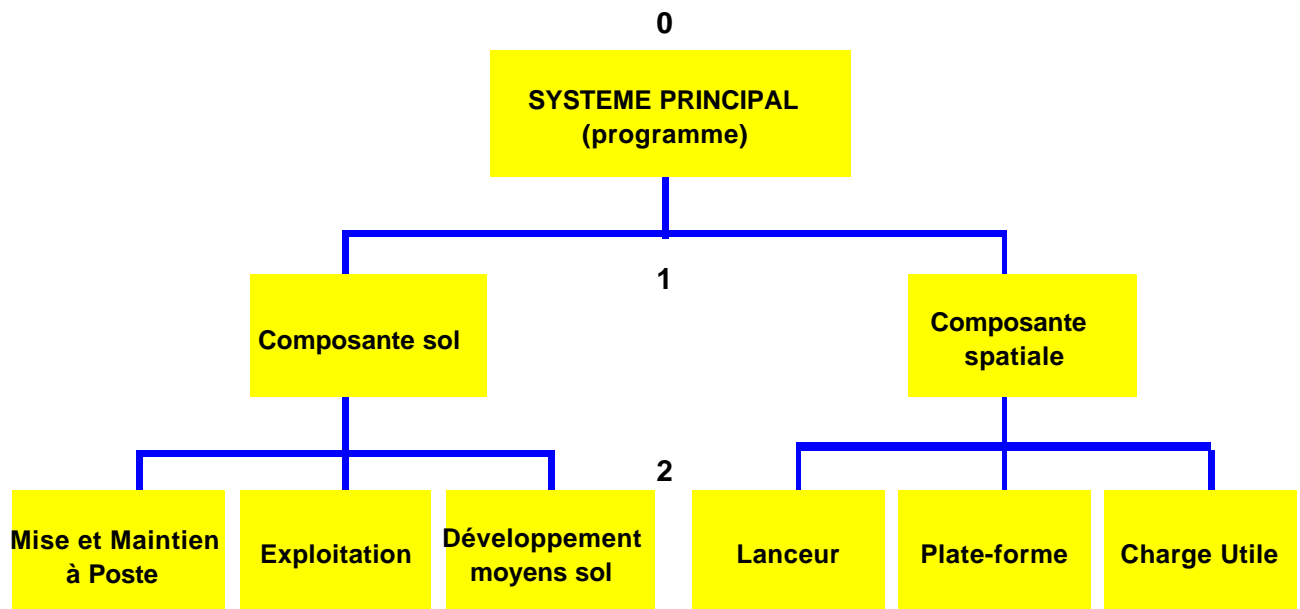 0
SYSTEME PRINCIPAL
(programme)
1
Composante sol
Composante
spatiale
2
Mise et Maintien
à Poste
Exploitation
Développement
moyens sol
Lanceur
Plate-forme
Charge Utile